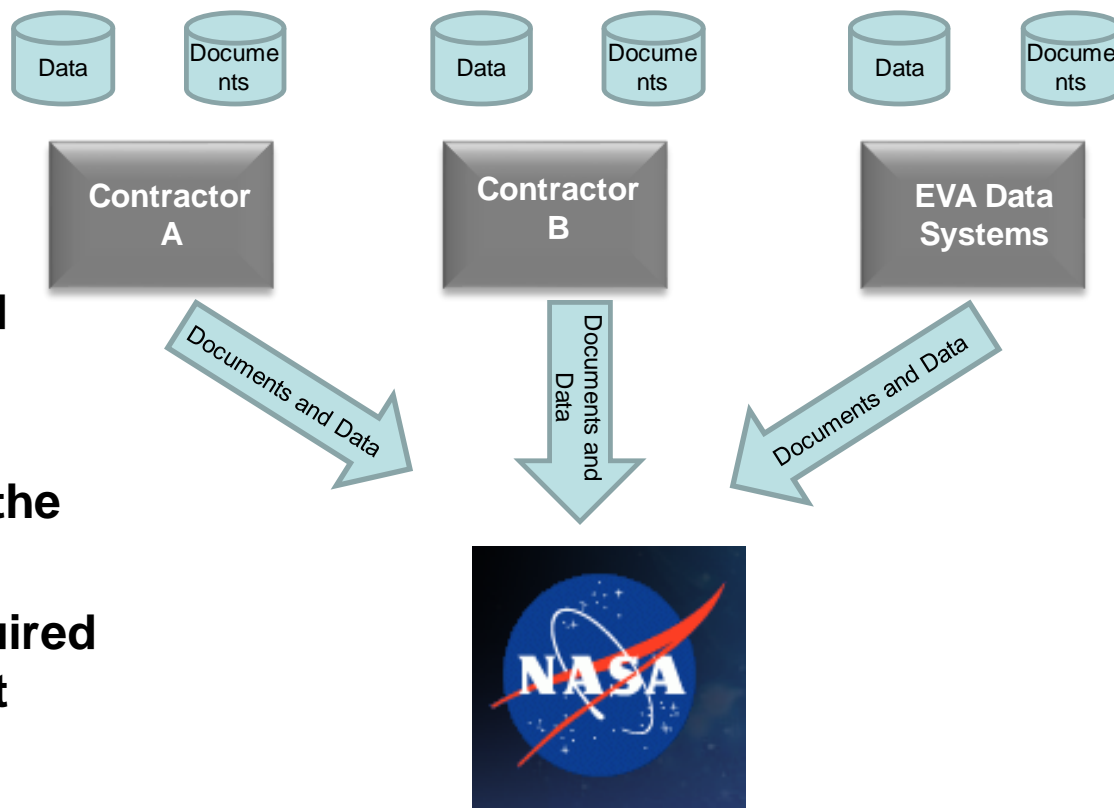 Data
Docume
nts
Data
Docume
nts
Data
Docume
nts
Contractor
A
Contractor
B
EVA Data
Systems
Documents and Data
Documents and
Data
Documents and Data
the
NASA